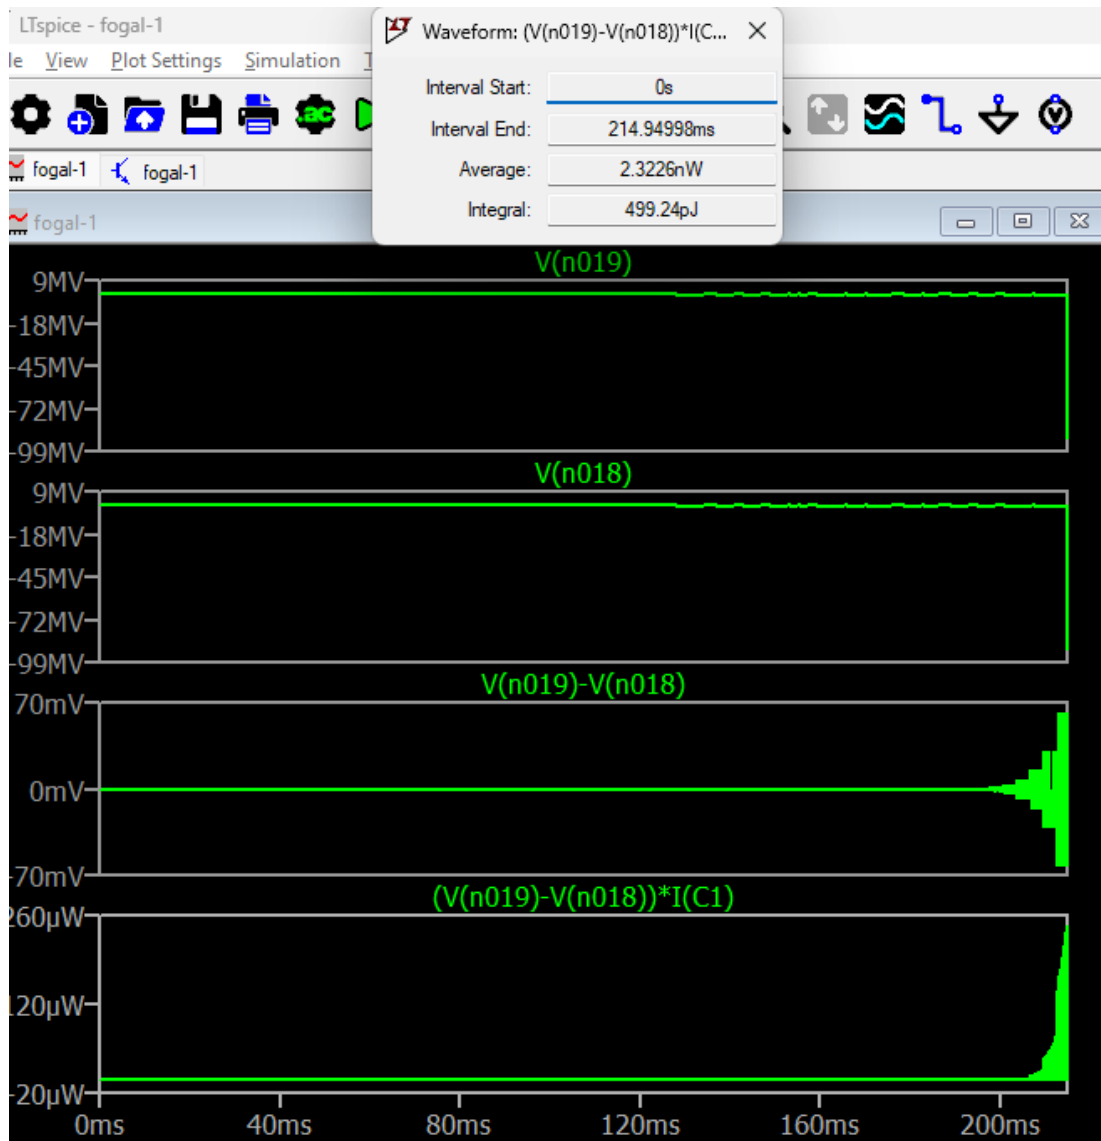 LTspice - fogal-1
Waveform: (V(n019)-V(n018))*I(C...
le View Plot Settings Simulation T
Interval Start: 0s
Interval End: 214.94998ms
Average: 2.3226nW
Integral: 499.24pJ
.ac
fogal-1 fogal-1
fogal-1
V(n019)
9MV
-18MV
-45MV
-72MV
-99MV
V(n018)
9MV
-18MV
-45MV
-72MV
-99MV
V(n019)-V(n018)
70mV
0mV
-70mV
(V(n019)-V(n018))*I(C1)
260µW
120µW
-20µW
0ms 40ms 80ms 120ms 160ms 200ms